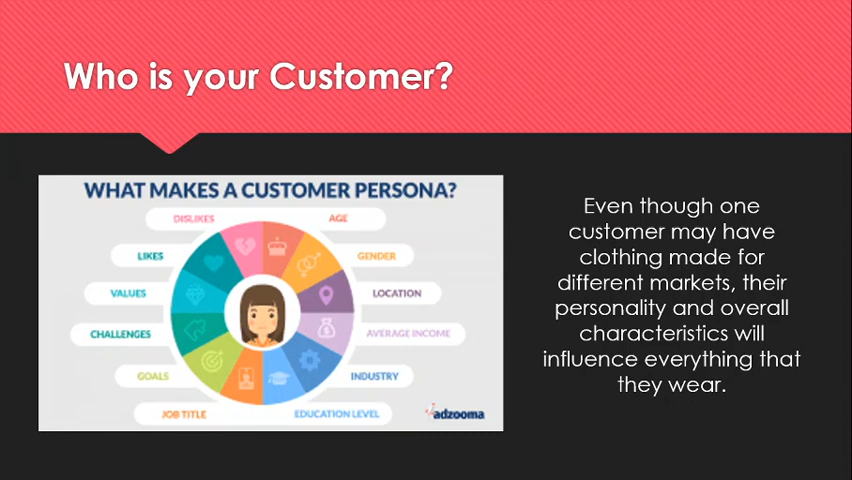 Who is your Customer?
WHAT MAKES A CUSTOMER PERSONA?
DISLIKES
AGE
LIKES
GENDER
VALUES
LOCATION
CHALLENGES
AVERAGE INCOME
GOALS
INDUSTRY
JOB TITLE
EDUCATION LEVEL
adzooma
Even though one
customer may have
clothing made for
different markets, their
personality and overall
characteristics will
influence everything that
they wear.